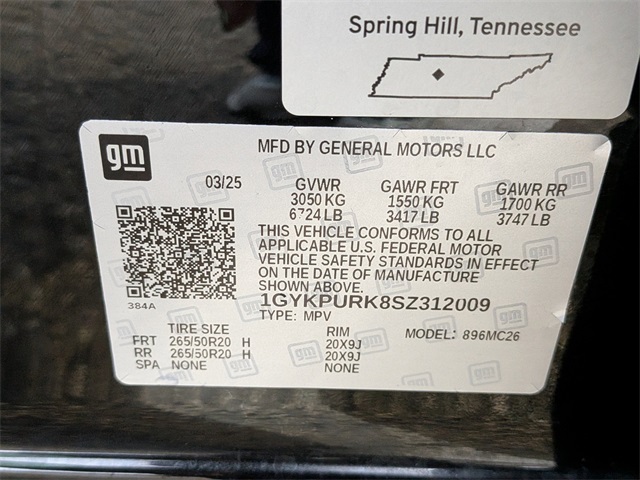 Spring Hill, Tennessee
gm
MFD BY GENERAL MOTORS LLC
03/25 GVWR GAWR FRT GAWR RR
3050 KG 1550 KG 1700 KG
6724 LB 3417 LB 3747 LB
THIS VEHICLE CONFORMS TO ALL
APPLICABLE U.S. FEDERAL MOTOR
VEHICLE SAFETY STANDARDS IN EFFECT
ON THE DATE OF MANUFACTURE
SHOWN ABOVE.
384A
1GYKPURK8SZ312009
TYPE: MPV
TIRE SIZE RIM MODEL: 896MC26
FRT 265/50R20 H 20X9J
RR 265/50R20 H 20X9J
SPA NONE NONE